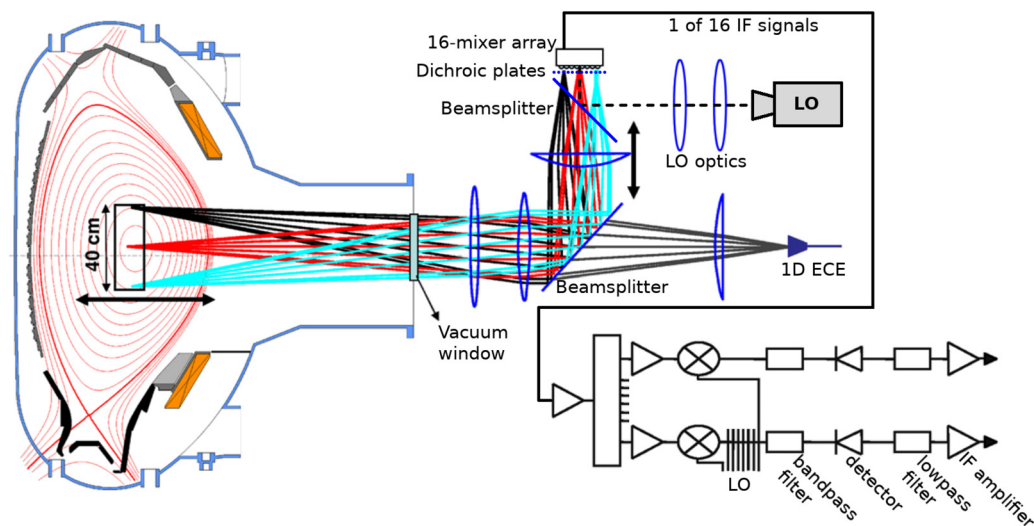 1 of 16 IF signals
16-mixer array
Dichroic plates
Beamsplitter
LO
LO optics
40 cm
1D ECE
Beamsplitter
Vacuum
window
LO
bandpass
filter
detector
lowpass
filter
IF amplifier